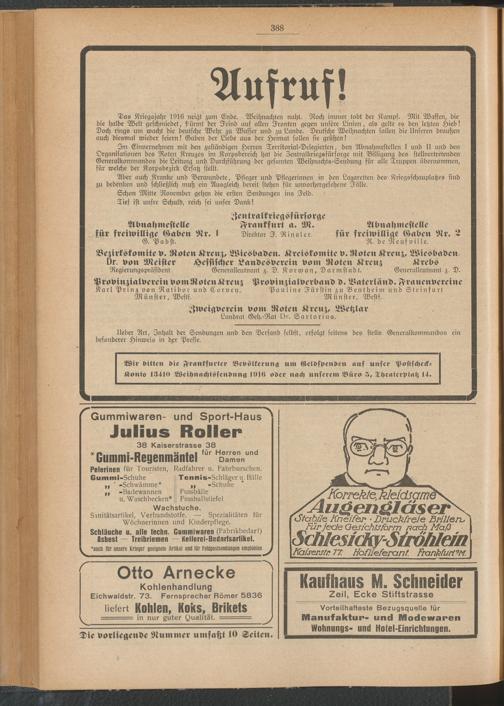 388
Aufruf!
Das Kriegsjahr 1916 neigt zum Ende. Weihnachten naht. Noch immer tobt der Kampf. Mit Waffen, die
die halbe Welt geschmiedet, stürmt der Feind auf allen Fronten gegen unsere Linien, als gelte es den letzten Hieb!
Doch rings um wacht die deutsche Wehr zu Wasser und zu Lande. Deutsche Weihnachten sollen die Unseren draußen
auch diesmal wieder feiern! Gaben der Liebe aus der Heimat sollen sie grüßen!
Im Einvernehmen mit den zuständigen Herren Territorial-Delegierten, den Abnahmestellen I und II und den
Organisationen des Roten Kreuzes im Korpsbereich hat die Zentralkriegsfürsorge mit Billigung des stellvertretenden
Generalkommandos die Leitung und Durchführung der gesamten Weihnachts-Sendung für alle Truppen übernommen,
für welche der Korpsbezirk Ersatz stellt.
Aber auch Kranke und Verwundete, Pfleger und Pflegerinnen in den Lazaretten des Kriegsschauplatzes sind
zu bedenken und schließlich muß ein Ausgleich bereit stehen für unvorhergesehene Fälle.
Schon Mitte November gehen die ersten Sendungen ins Feld.
Tief ist unser Schuldt, reich sei unser Dank!
Zentralkriegsfürsorge
Abnahmestelle Frankfurt a. M. Abnahmestelle
für freiwillige Gaben Nr. 1 Direktor J. Rinsler. für freiwillige Gaben Nr. 2
G. Pabst. R. de Neufville.
Bezirkskomite v. Roten Kreuz, Wiesbaden. Kreiskomite v. Roten Kreuz, Wiesbaden
Dr. von Meister Hessischer Landesverein vom Roten Kreuz Krebs
Regierungspräsident Generalleutnant z. D. Korwan, Darmstadt. Generalleutnant z. D.
Provinzialverein vom Roten Kreuz Provinzialverband d. Vaterländ. Frauenvereine
Karl Prinz von Ratibor und Corvey, Pauline Fürstin zu Bentheim und Steinfurt
Münster, Westf. Münster, Westf.
Zweigverein vom Roten Kreuz, Wetzlar
Landrat Geh.-Rat Dr. Sartorius.
Ueber Art, Inhalt der Sendungen und den Versand selbst, erfolgt seitens des stellv Generalkommandos ein
besonderer Hinweis in der Presse.
Wir bitten die Frankfurter Bevölkerung um Geldspenden auf unser Postscheck-
Konto 13410 Weihnachtssendung 1916 oder nach unserem Büro 5, Theaterplatz 14.
Gummiwaren- und Sport-Haus
Julius Roller
38 Kaiserstrasse 38
*Gummi-Regenmäntel für Herren und Damen
Pelerinen für Touristen, Radfahrer u. Fahrburschen.
Gummi-Schuhe Tennis-Schläger u. Bälle
„ -Schwämme* „ -Schuhe
„ -Badewannen Fussbälle
u. Waschbecken* Fussballstiefel
Wachstuche.
Sanitätsartikel, Verbandstoffe. — Spezialitäten für
Wöchnerinnen und Kinderpflege.
Schläuche u. alle techn. Gummiwaren (Fabrikbedarf)
Asbest — Treibriemen — Kellerei-Bedarfsartikel.
*auch für unsere Krieger geeignete Artikel und für Feldpostsendungen empfohlen
Otto Arnecke
Kohlenhandlung
Eichwaldstr. 73. Fernsprecher Römer 5836
liefert Kohlen, Koks, Brikets
in nur guter Qualität.
Die vorliegende Nummer umfaßt 10 Seiten.
Korrekte, kleidsame
Augengläser
Stabile Kneifer · Druckfreie Brillen
Für jede Gesichtsform nach Maß
Schlesicky-Ströhlein
Kaiserstr. 77. Hoflieferant. Frankfurt a/M.
Kaufhaus M. Schneider
Zeil, Ecke Stiftstrasse
Vorteilhafteste Bezugsquelle für
Manufaktur- und Modewaren
Wohnungs- und Hotel-Einrichtungen.